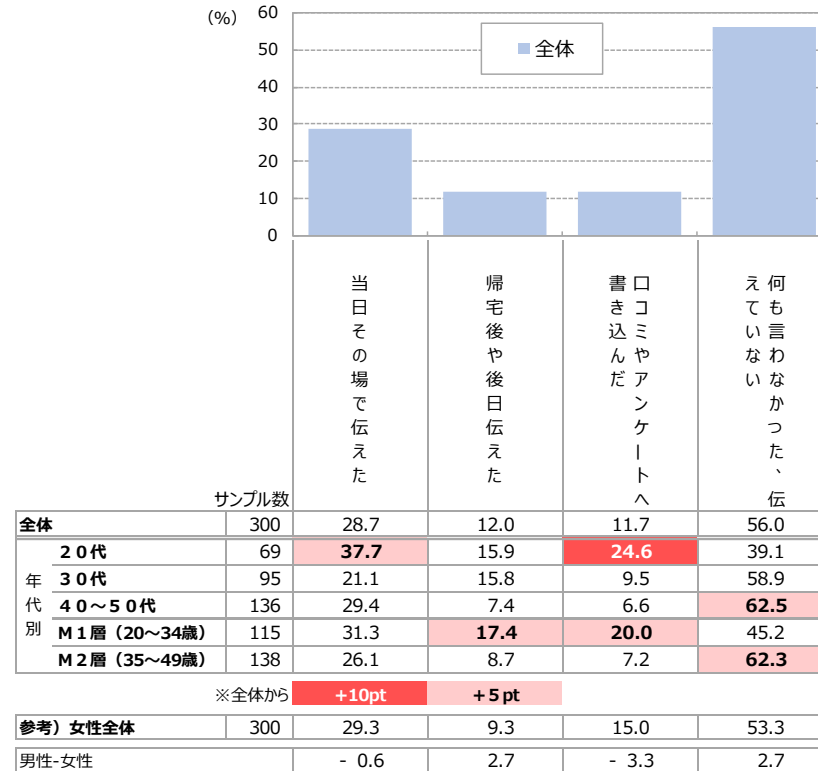 (%)
60
50
40
30
20
10
0
全体
当日その場で伝えた
帰宅後や後日伝えた
口コミやアンケートへ
書き込んだ
何も言わなかった、伝
えていない
サンプル数
全体 300 28.7 12.0 11.7 56.0
年代別
20代 69 37.7 15.9 24.6 39.1
30代 95 21.1 15.8 9.5 58.9
40～50代 136 29.4 7.4 6.6 62.5
M1層（20～34歳） 115 31.3 17.4 20.0 45.2
M2層（35～49歳） 138 26.1 8.7 7.2 62.3
※全体から +10pt +5pt
参考）女性全体 300 29.3 9.3 15.0 53.3
男性-女性 - 0.6 2.7 - 3.3 2.7